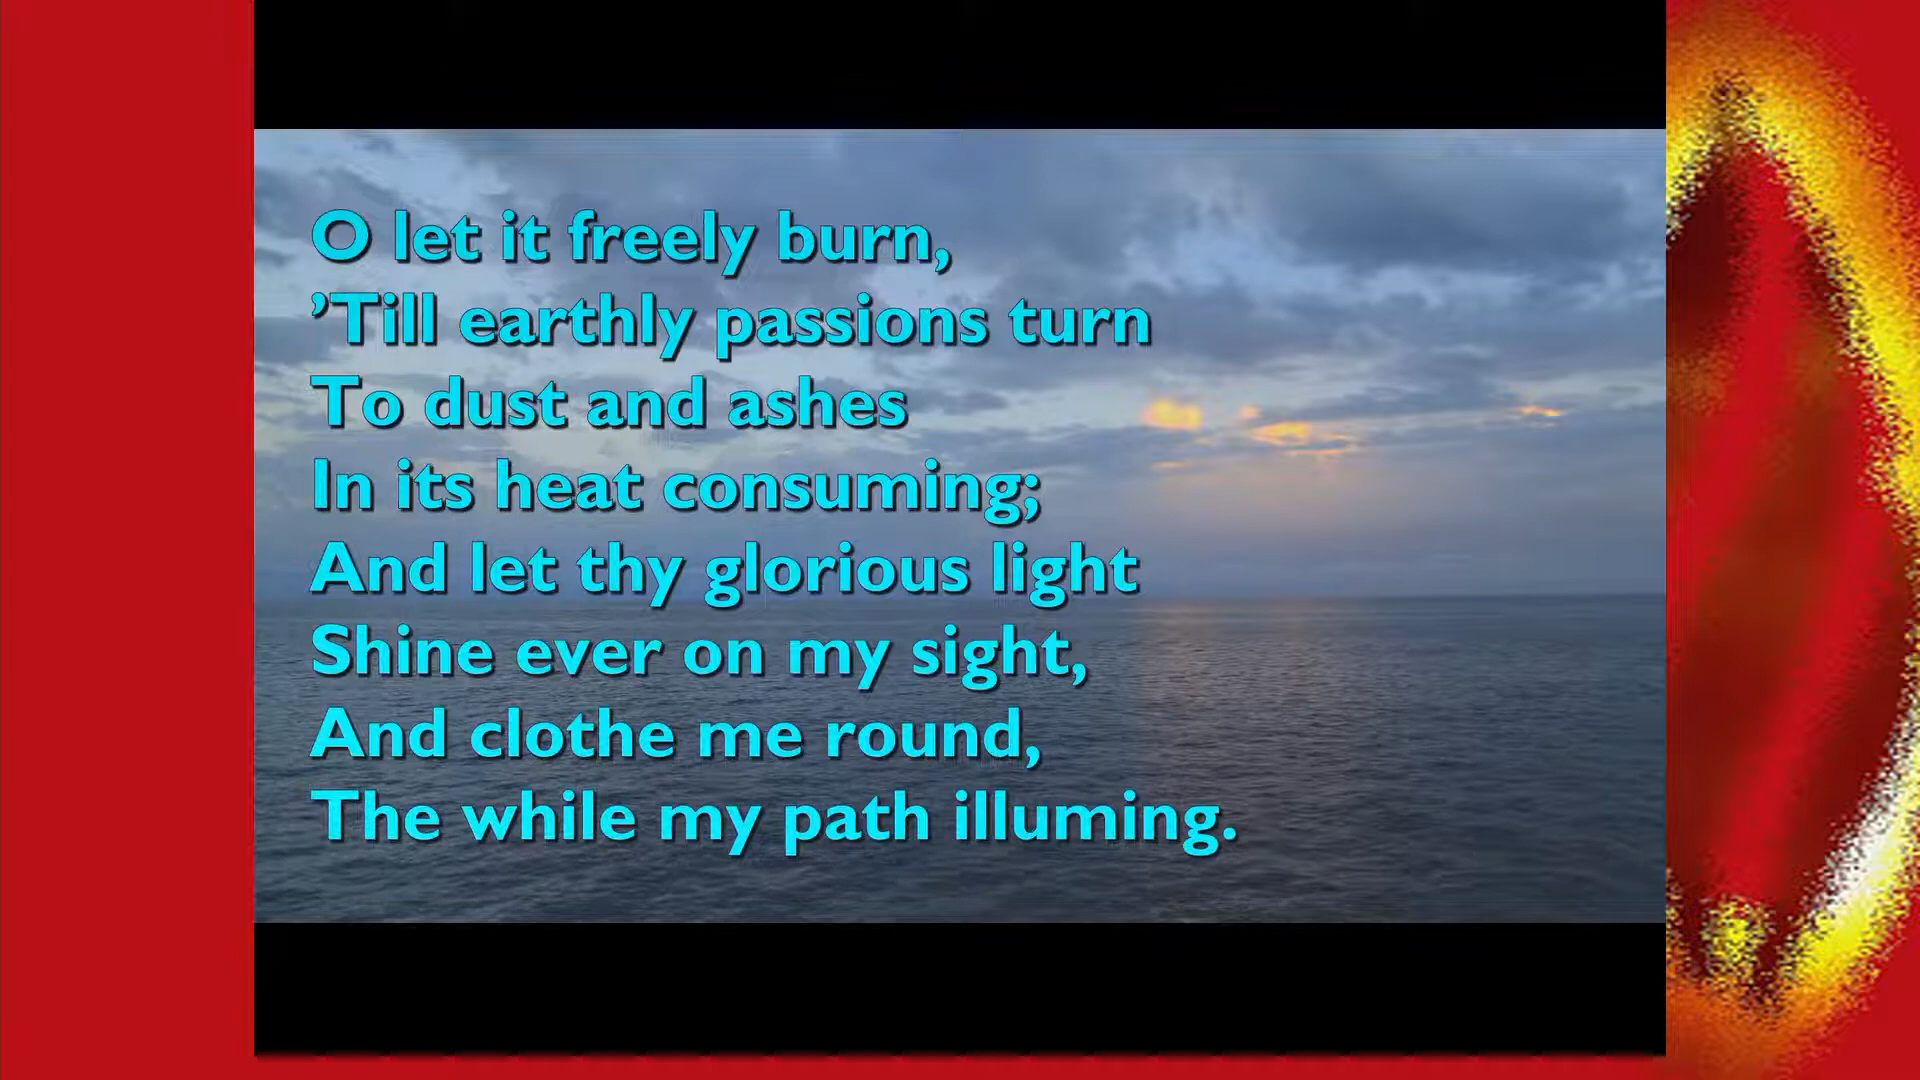 O let it freely burn,
’Till earthly passions turn
To dust and ashes
In its heat consuming;
And let thy glorious light
Shine ever on my sight,
And clothe me round,
The while my path illuming.